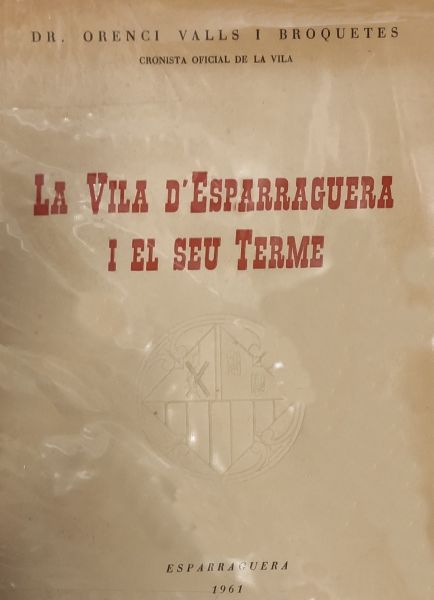 DR. ORENCI VALLS I BROQUETES
CRONISTA OFICIAL DE LA VILA
LA VILA D'ESPARRAGUERA
I EL SEU TERME
ESPARRAGUERA
1961